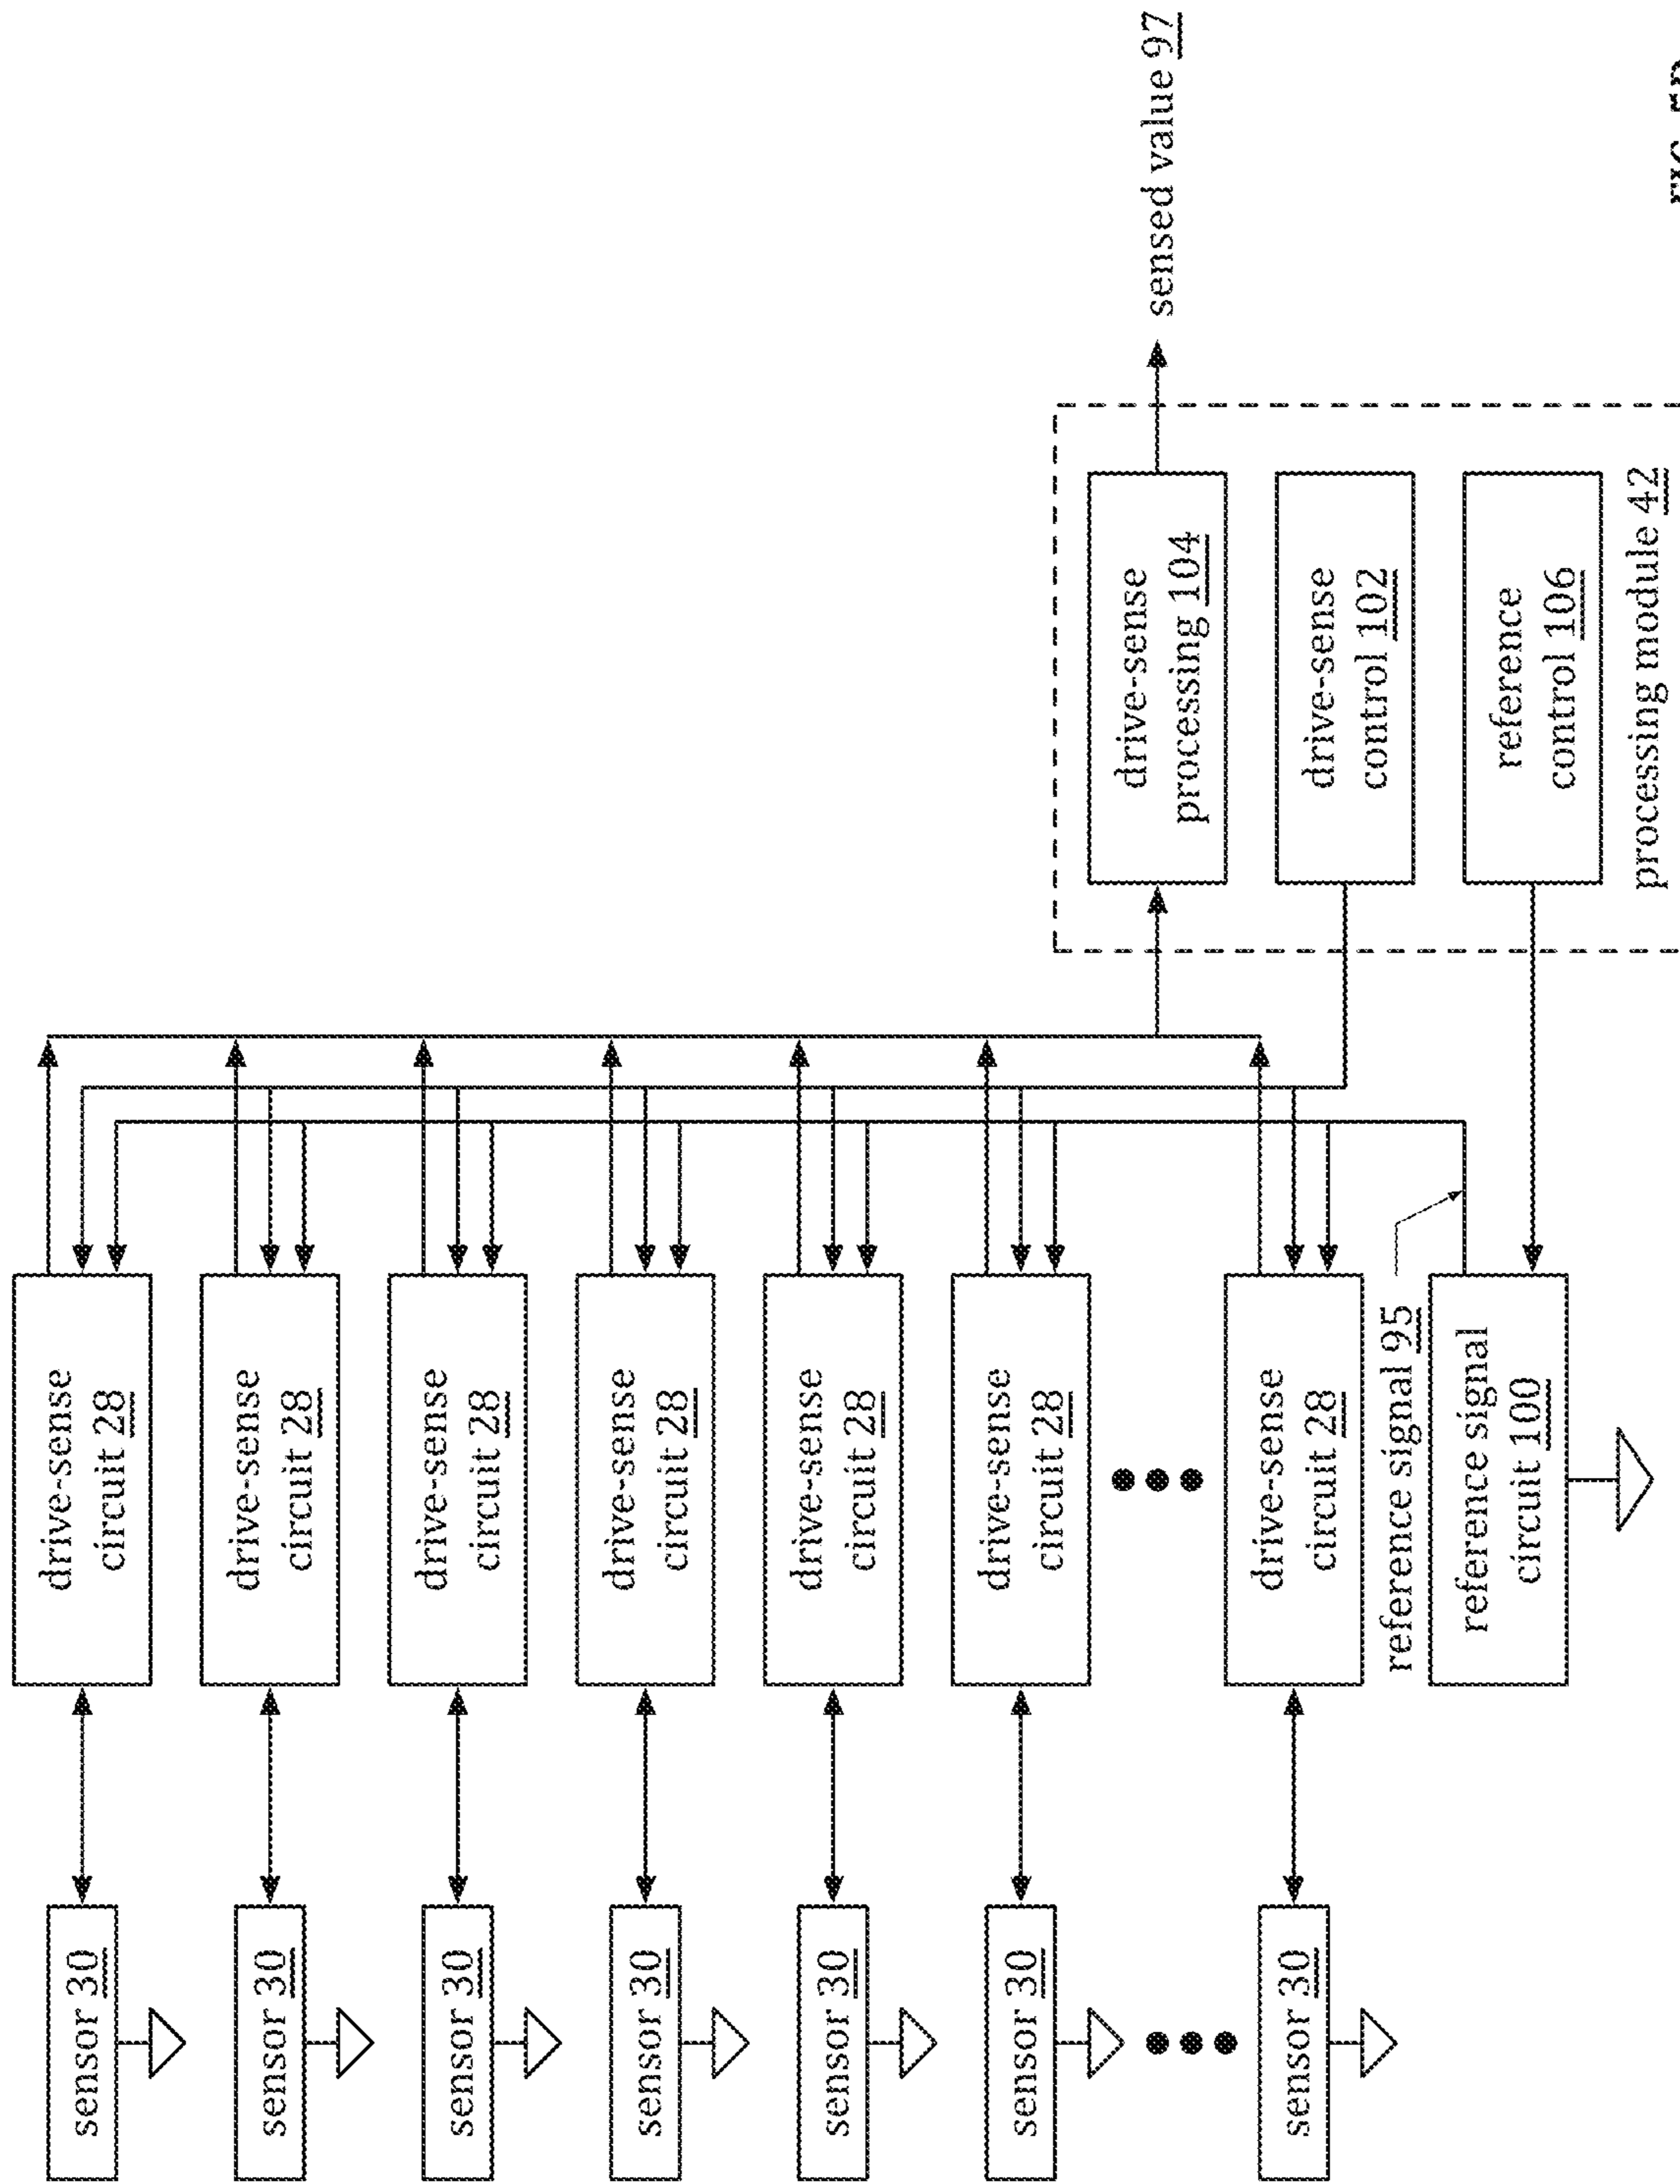 sensor 30
drive-sense
circuit 28
sensor 30
drive-sense
circuit 28
sensor 30
drive-sense
circuit 28
sensor 30
drive-sense
circuit 28
sensor 30
drive-sense
circuit 28
sensor 30
drive-sense
circuit 28
sensor 30
drive-sense
circuit 28
reference signal 95
reference signal
circuit 100
drive-sense
processing 104
sensed value 97
drive-sense
control 102
reference
control 106
processing module 42